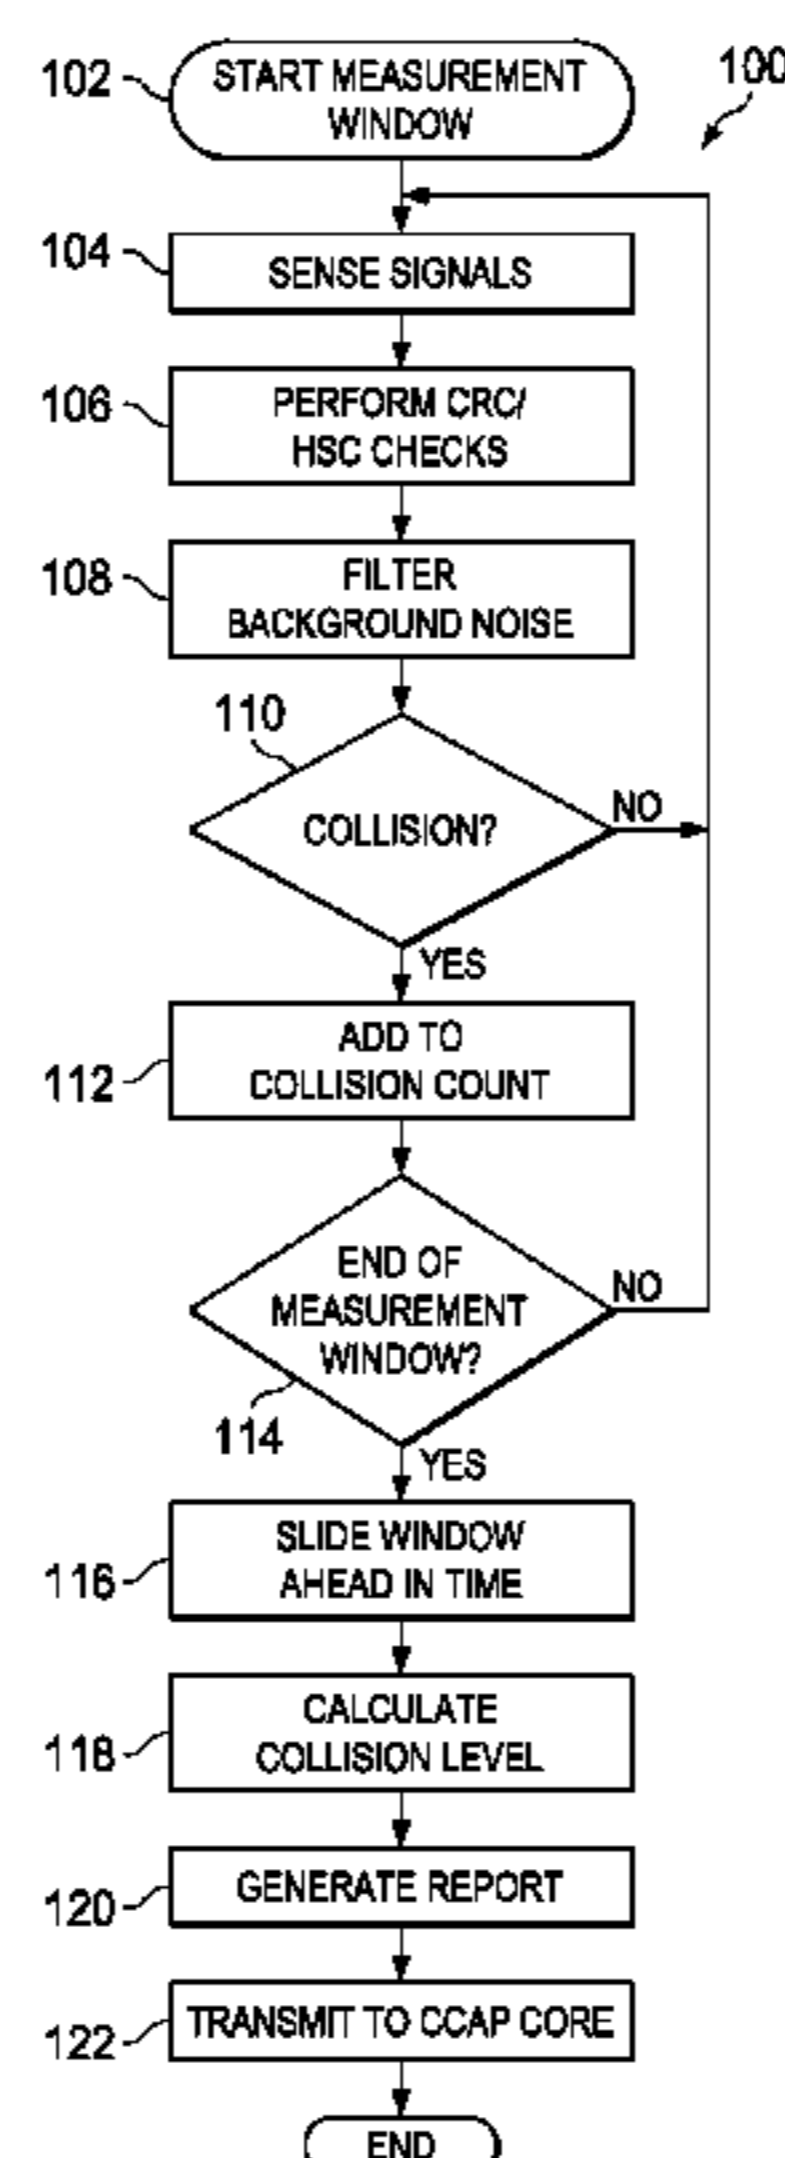 100
102
START MEASUREMENT
WINDOW
104
SENSE SIGNALS
106
PERFORM CRC/
HSC CHECKS
108
FILTER
BACKGROUND NOISE
110
COLLISION?
NO
YES
112
ADD TO
COLLISION COUNT
END OF
MEASUREMENT
WINDOW?
NO
114
YES
116
SLIDE WINDOW
AHEAD IN TIME
118
CALCULATE
COLLISION LEVEL
120
GENERATE REPORT
122
TRANSMIT TO CCAP CORE
END